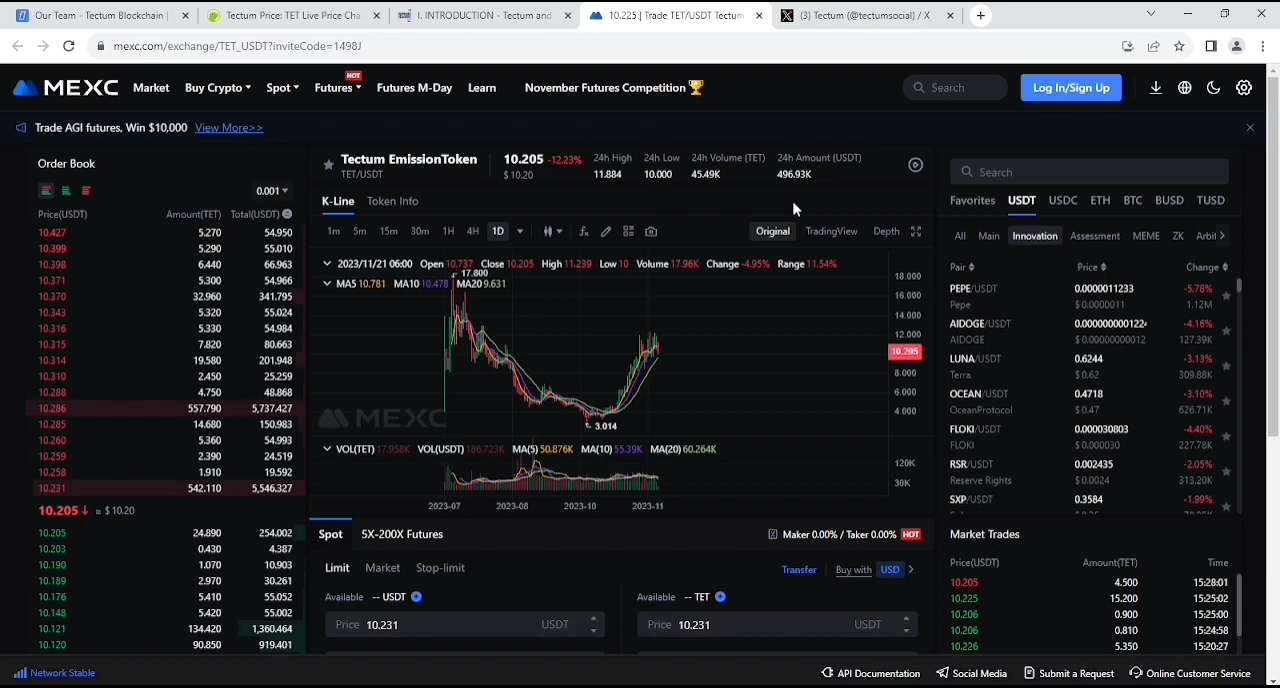 Our Team - Tectum Blockchain |
Tectum Price: TET Live Price Cha
I. INTRODUCTION - Tectum and
10.225 | Trade TET/USDT Tectum
(3) Tectum (@tectumsocial) / X
mexc.com/exchange/TET_USDT?inviteCode=1498J
MEXC Market Buy Crypto Spot Futures HOT Futures M-Day Learn November Futures Competition Search Log In/Sign Up
Trade AGI futures, Win $10,000 View More>>
Order Book
0.001
Price(USDT) Amount(TET) Total(USDT)
10.427 5.270 54.950
10.399 5.290 55.010
10.398 6.440 66.963
10.371 5.300 54.966
10.370 32.960 341.795
10.343 5.320 55.024
10.316 5.330 54.984
10.315 7.820 80.663
10.314 19.580 201.948
10.310 2.450 25.259
10.288 4.750 48.868
10.286 557.790 5,737.427
10.285 14.680 150.983
10.260 5.360 54.993
10.259 2.390 24.519
10.258 1.910 19.592
10.231 542.110 5,546.327
10.205↓ ≈ $10.20
10.205 24.890 254.002
10.203 0.430 4.387
10.190 1.070 10.903
10.189 2.970 30.261
10.176 5.410 55.052
10.148 5.420 55.002
10.121 134.420 1,360.464
10.120 90.850 919.401
Tectum EmissionToken 10.205 -12.23% 24h High 24h Low 24h Volume (TET) 24h Amount (USDT)
TET/USDT $10.20 11.884 10.000 45.49K 496.93K
K-Line Token Info
1m 5m 15m 30m 1H 4H 1D Original TradingView Depth
2023/11/21 06:00 Open 10.737 Close 10.205 High 11.239 Low 10 Volume 17.96K Change -4.95% Range 11.54%
17.800
MA5 10.781 MA10 10.478 MA20 9.631
18.000
16.000
14.000
12.000
10.205
8.000
6.000
4.000
MEXC
3.014
VOL(TET) 17.958K VOL(USDT) 186.723K MA(5) 50.876K MA(10) 55.39K MA(20) 60.264K
120K
30K
2023-07 2023-08 2023-10 2023-11
Spot 5X-200X Futures Maker 0.00% / Taker 0.00% HOT
Limit Market Stop-limit Transfer Buy with USD
Available -- USDT Available -- TET
Price 10.231 USDT Price 10.231 USDT
Search
Favorites USDT USDC ETH BTC BUSD TUSD
All Main Innovation Assessment MEME ZK Arbit
Pair Price Change
PEPE/USDT 0.0000011233 -5.78%
Pepe $0.0000011 1.12M
AIDOGE/USDT 0.000000000122 -4.16%
AIDOGE $0.0000000012 127.39K
LUNA/USDT 0.6244 -3.13%
Terra $0.62 309.88K
OCEAN/USDT 0.4718 -3.10%
OceanProtocol $0.47 626.71K
FLOKI/USDT 0.000030803 -4.40%
FLOKI $0.000030 227.78K
RSR/USDT 0.002435 -2.05%
Reserve Rights $0.0024 313.20K
SXP/USDT 0.3584 -1.99%
Market Trades
Price(USDT) Amount(TET) Time
10.205 4.500 15:28:01
10.225 15.200 15:25:02
10.206 0.900 15:25:00
10.206 0.810 15:24:58
10.226 5.350 15:20:27
Network Stable API Documentation Social Media Submit a Request Online Customer Service